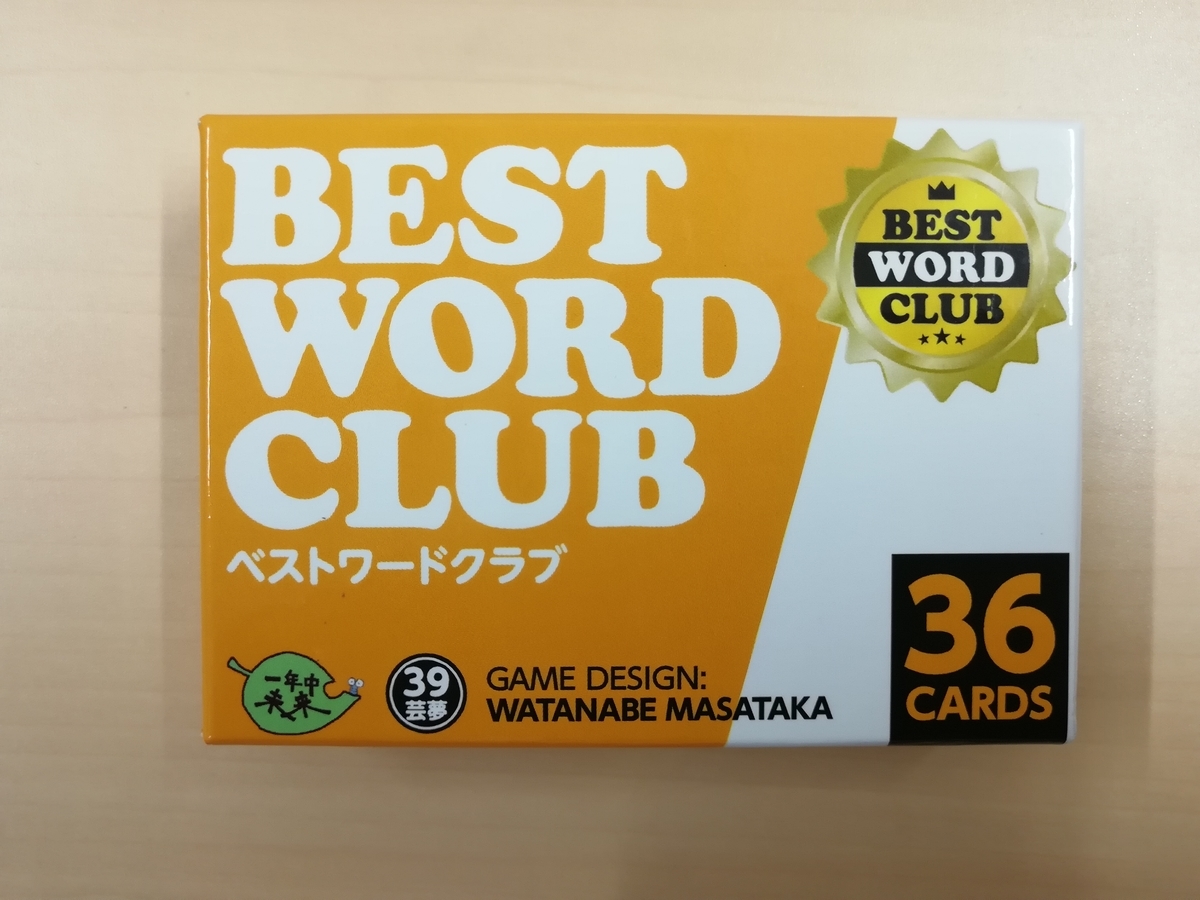 BEST
WORD
CLUB
ベストワードクラブ
BEST
WORD
CLUB
一年中
未来
39
芸夢
GAME DESIGN:
WATANABE MASATAKA
36
CARDS